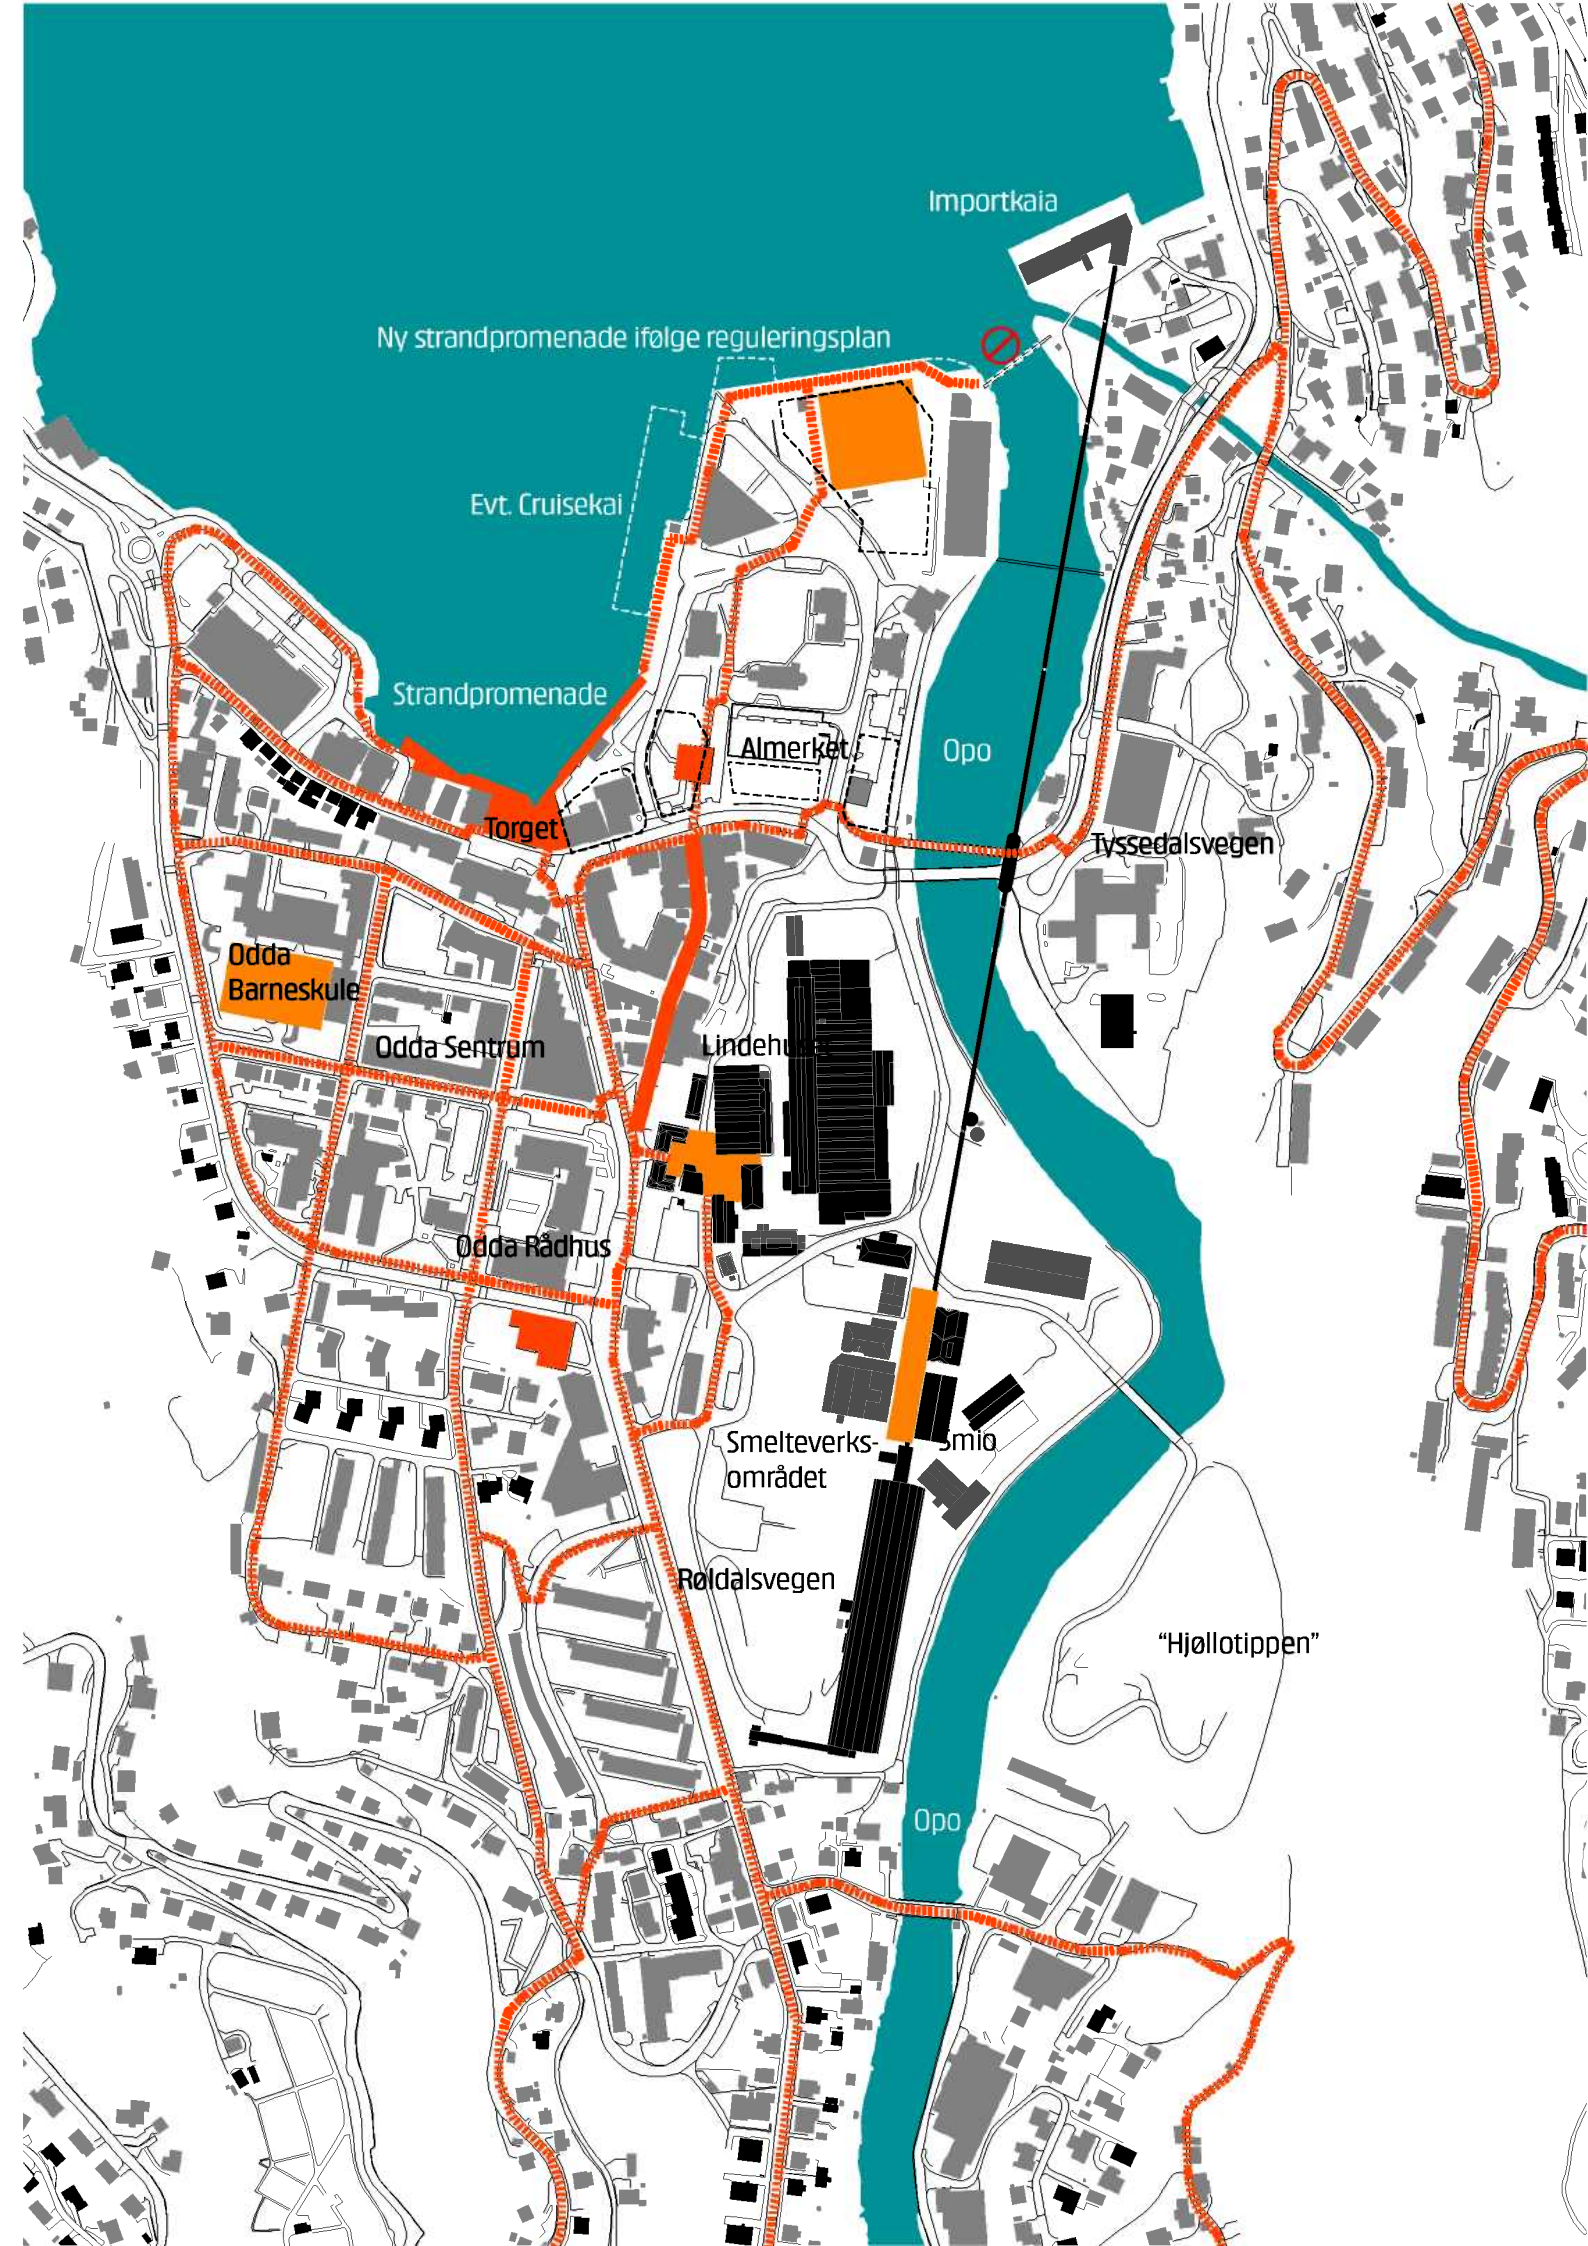 Importkaia
Ny strandpromenade ifølge reguleringsplan
Evt. Cruisekai
Strandpromenade
Almerket
Opo
Torget
Tyssedalsvegen
Odda
Barneskule
Odda Sentrum
Odda Rådhus
Smelteverks-
området
Smio
Røldalsvegen
“Hjøllotippen”
Opo